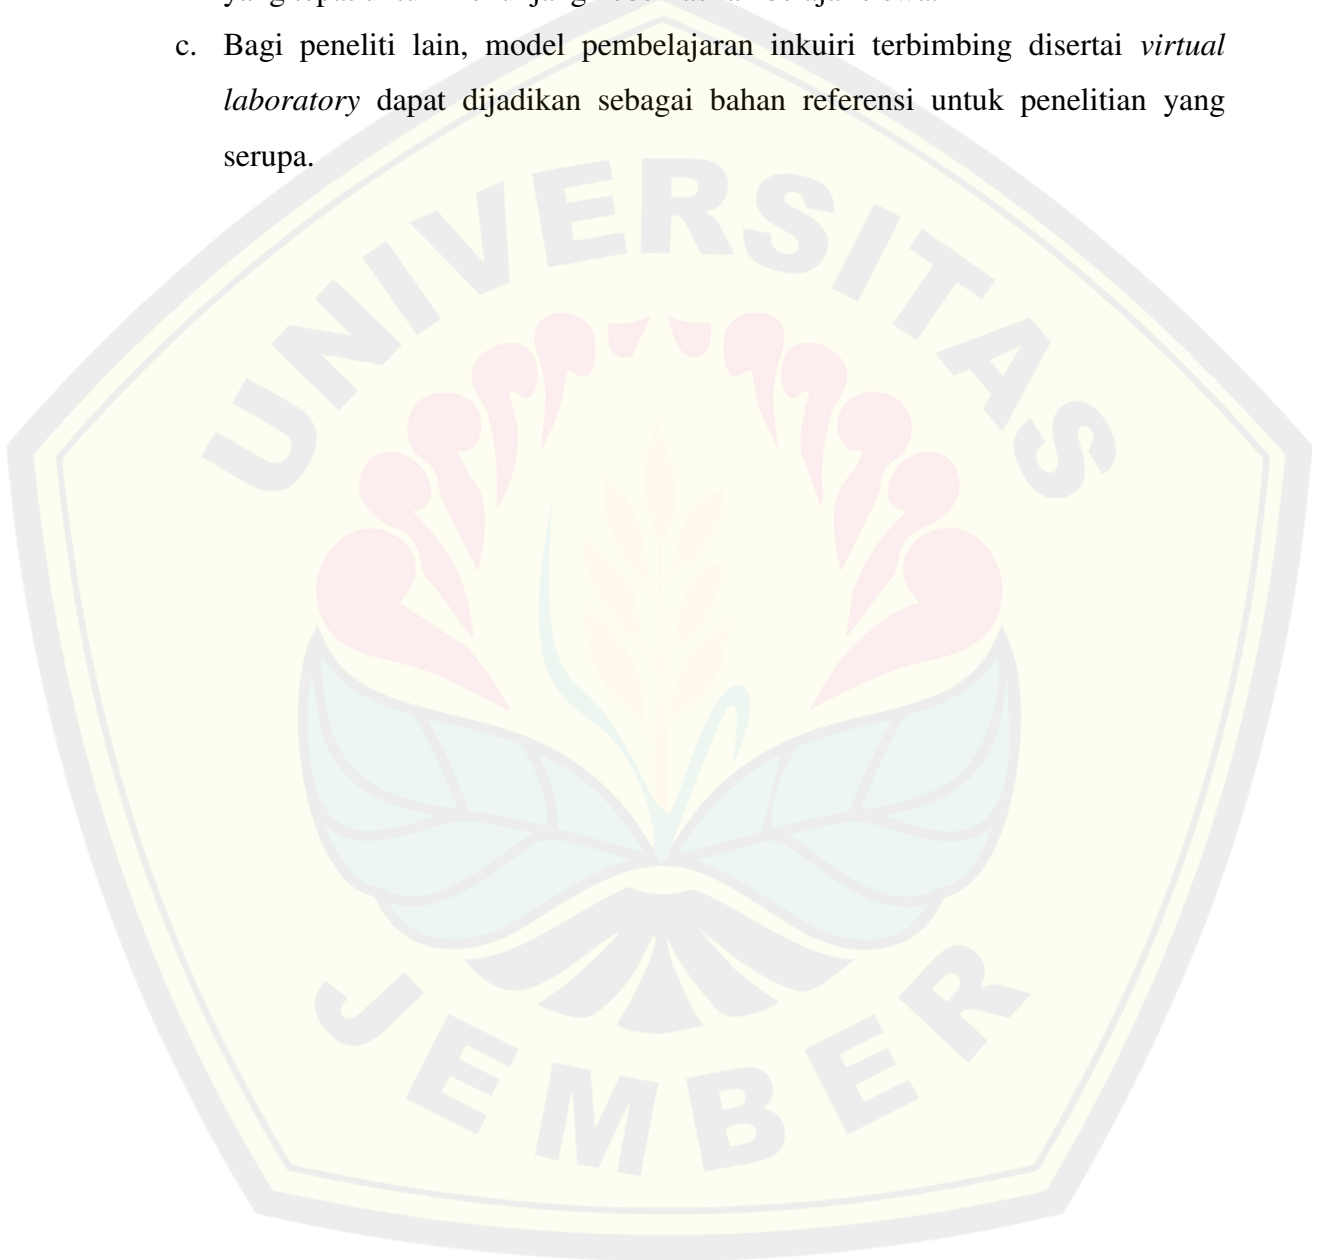 c. Bagi peneliti lain, model pembelajaran inkuiri terbimbing disertai virtual
laboratory dapat dijadikan sebagai bahan referensi untuk penelitian yang
serupa.
UNIVERSITAS
JEMBER